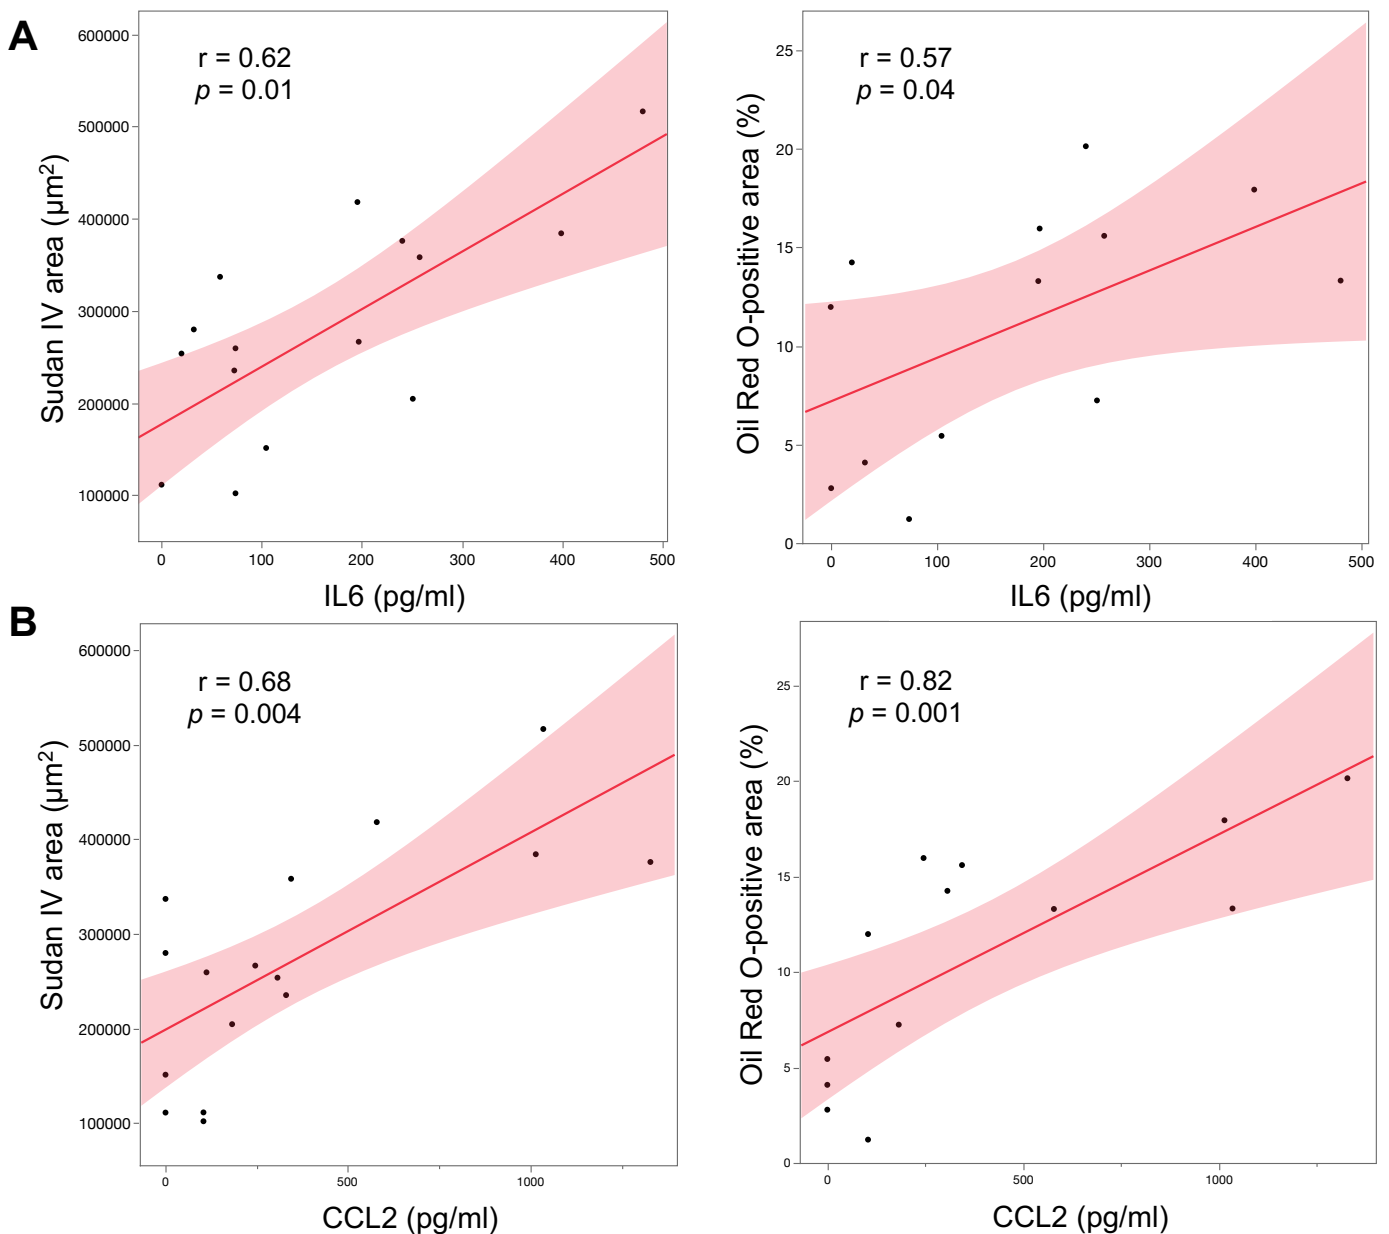 A
r = 0.62
p = 0.01
Sudan IV area (µm²)
600000
500000
400000
300000
200000
100000
0 100 200 300 400 500
IL6 (pg/ml)
r = 0.57
p = 0.04
Oil Red O-positive area (%)
25
20
15
10
5
0
0 100 200 300 400 500
IL6 (pg/ml)
B
r = 0.68
p = 0.004
Sudan IV area (µm²)
600000
500000
400000
300000
200000
100000
0 500 1000
CCL2 (pg/ml)
r = 0.82
p = 0.001
Oil Red O-positive area (%)
25
20
15
10
5
0
0 500 1000
CCL2 (pg/ml)